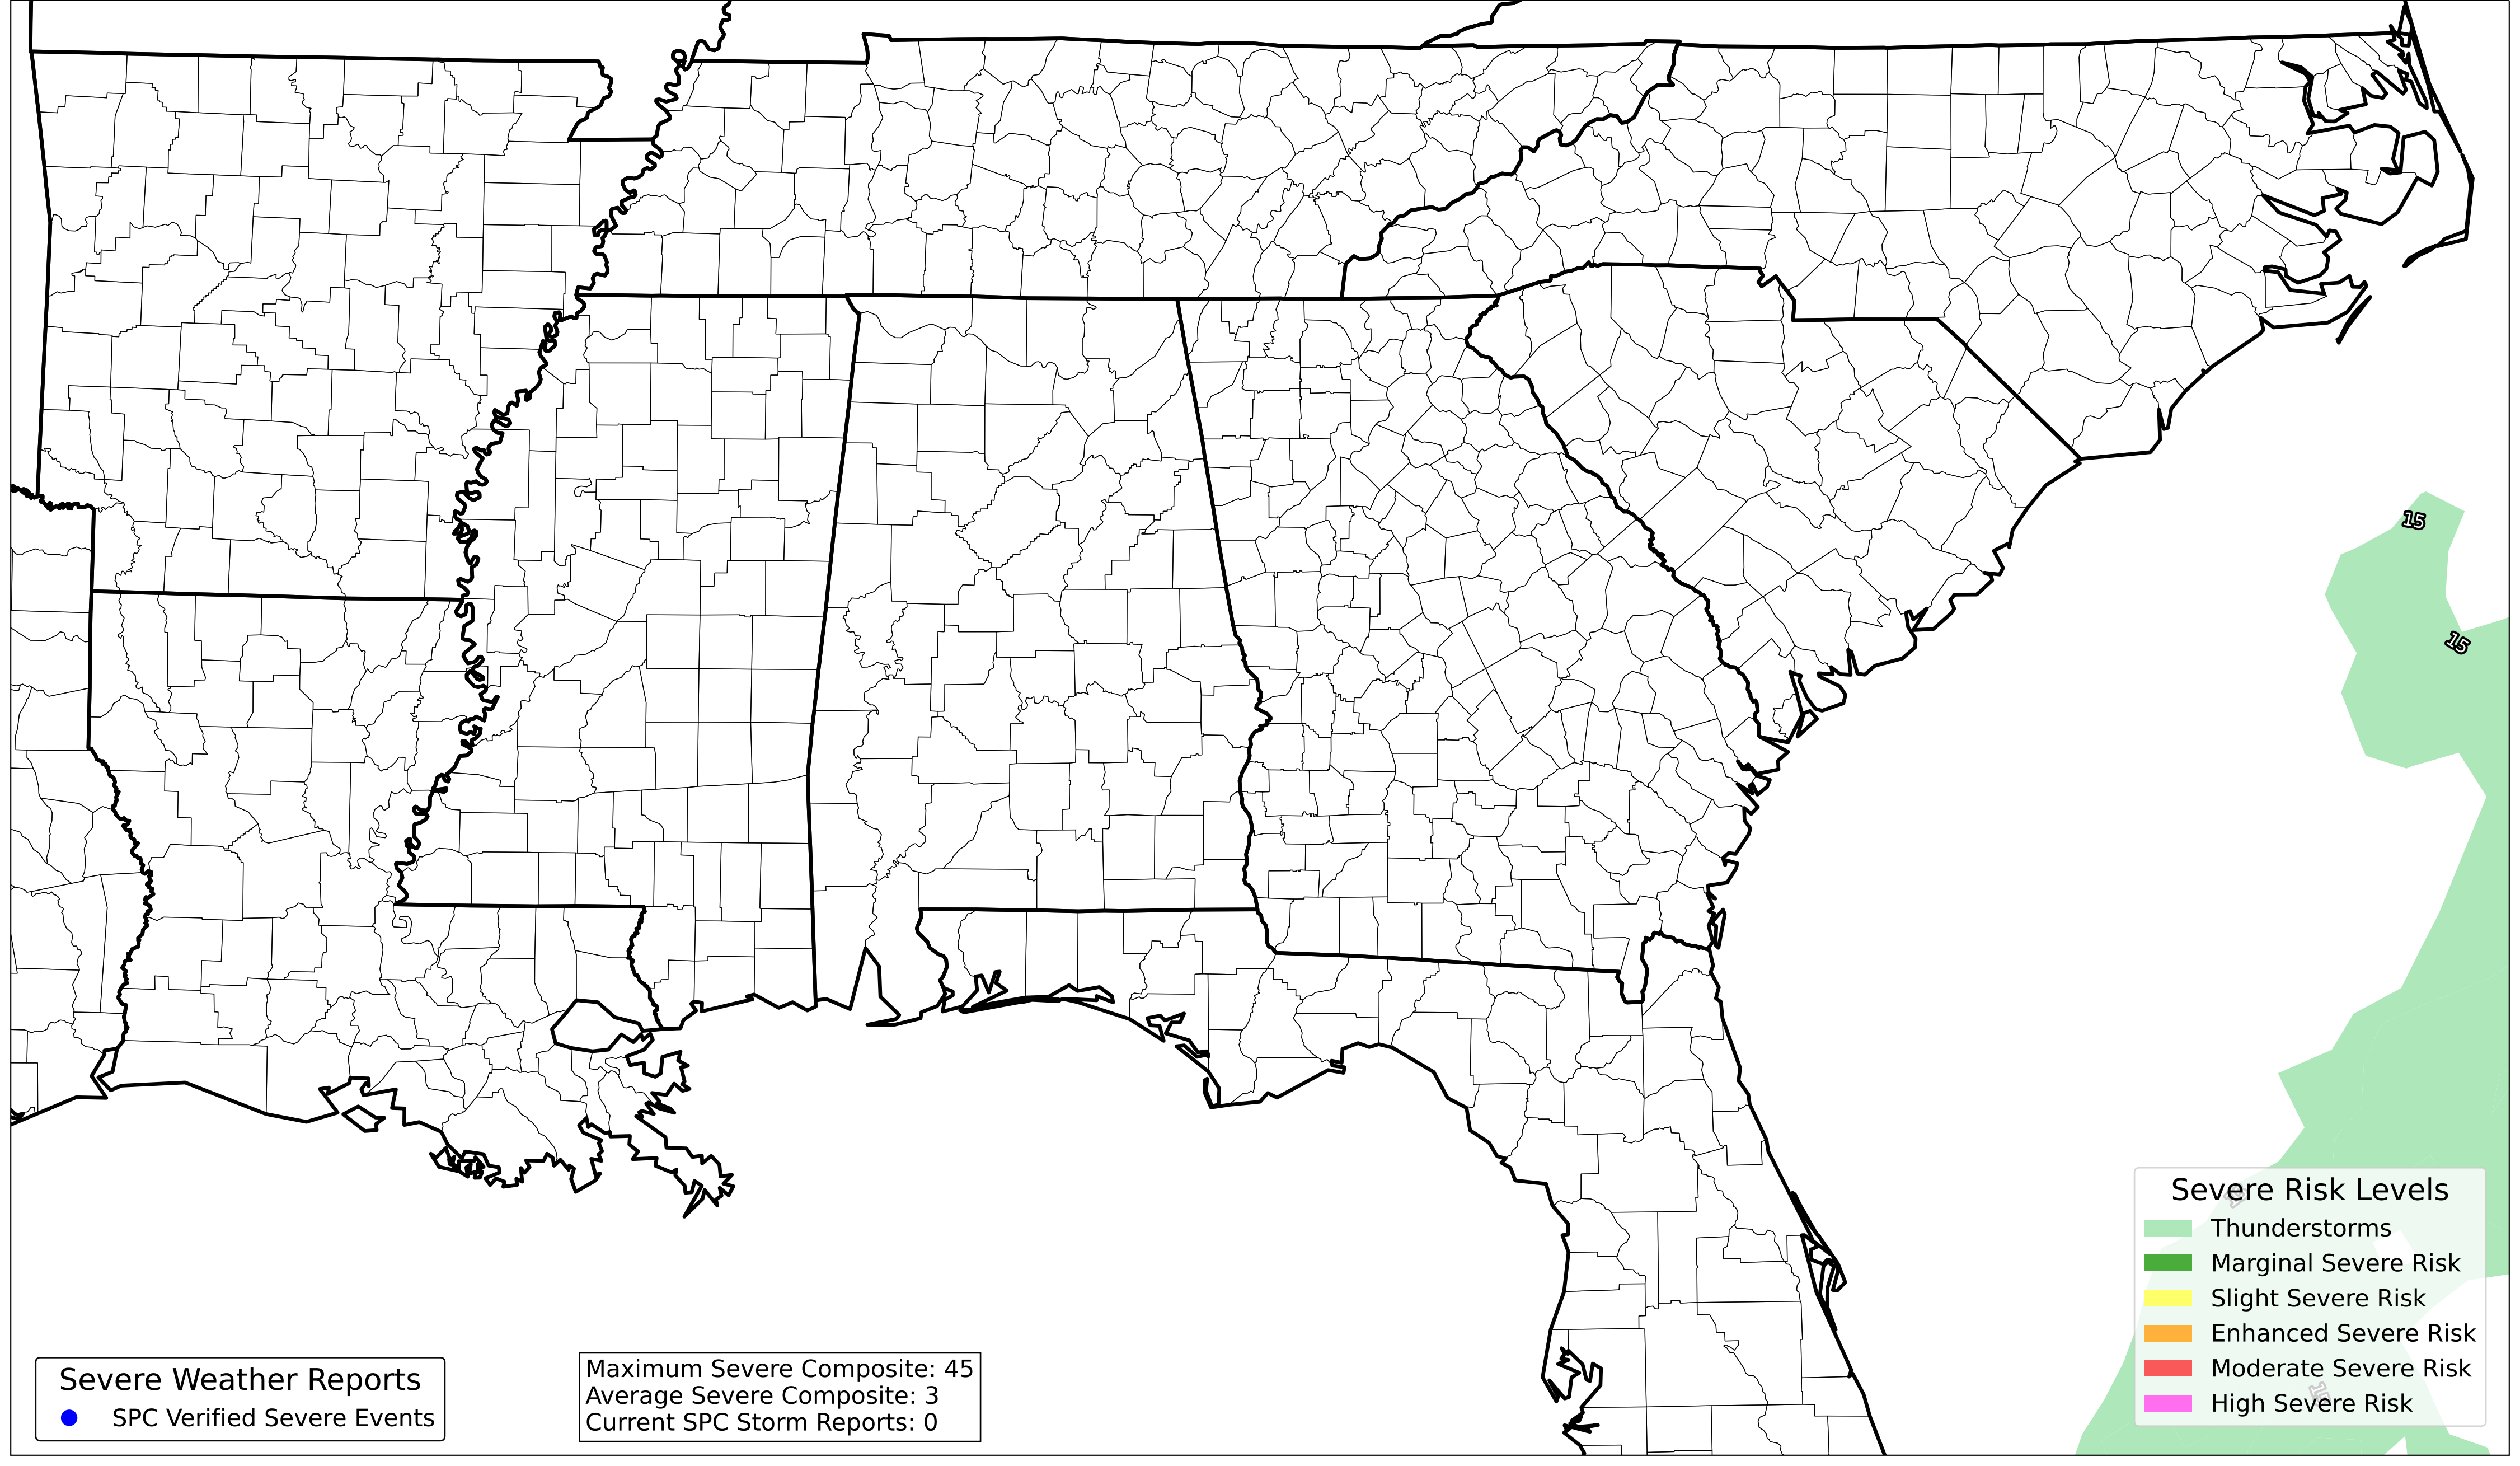 15
15
Severe Risk Levels
Thunderstorms
Marginal Severe Risk
Slight Severe Risk
Enhanced Severe Risk
Moderate Severe Risk
High Severe Risk
15
Severe Weather Reports
SPC Verified Severe Events
Maximum Severe Composite: 45
Average Severe Composite: 3
Current SPC Storm Reports: 0